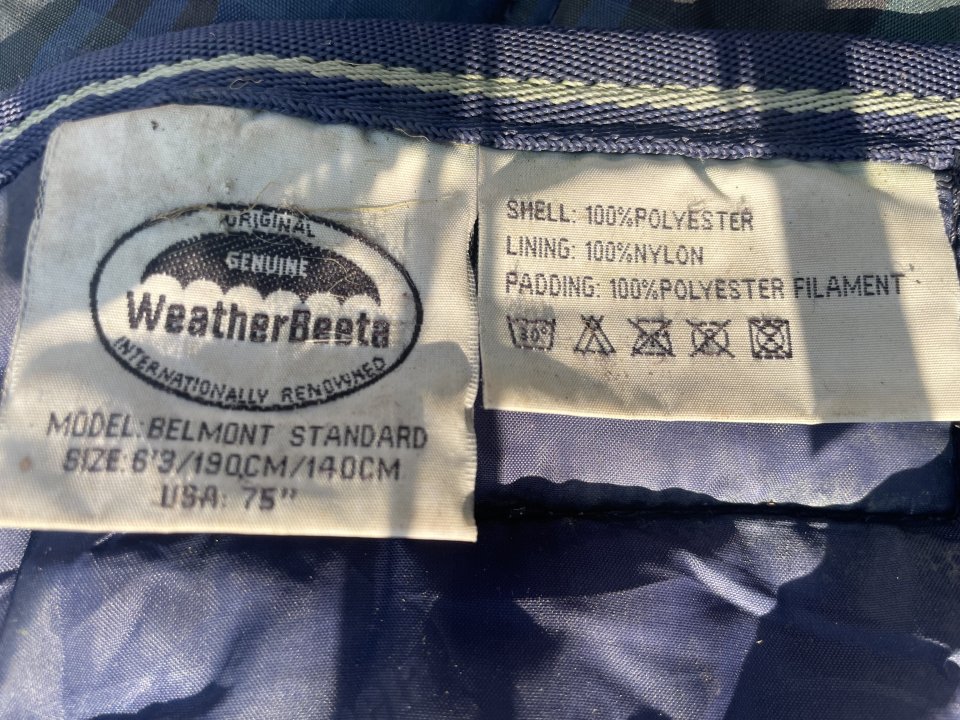 ORIGINAL
GENUINE
WeatherBeeta
INTERNATIONALLY RENOWNED
MODEL: BELMONT STANDARD
SIZE: 6'3/190CM/140CM
USA: 75"
SHELL: 100%POLYESTER
LINING: 100%NYLON
PADDING: 100%POLYESTER FILAMENT
30°